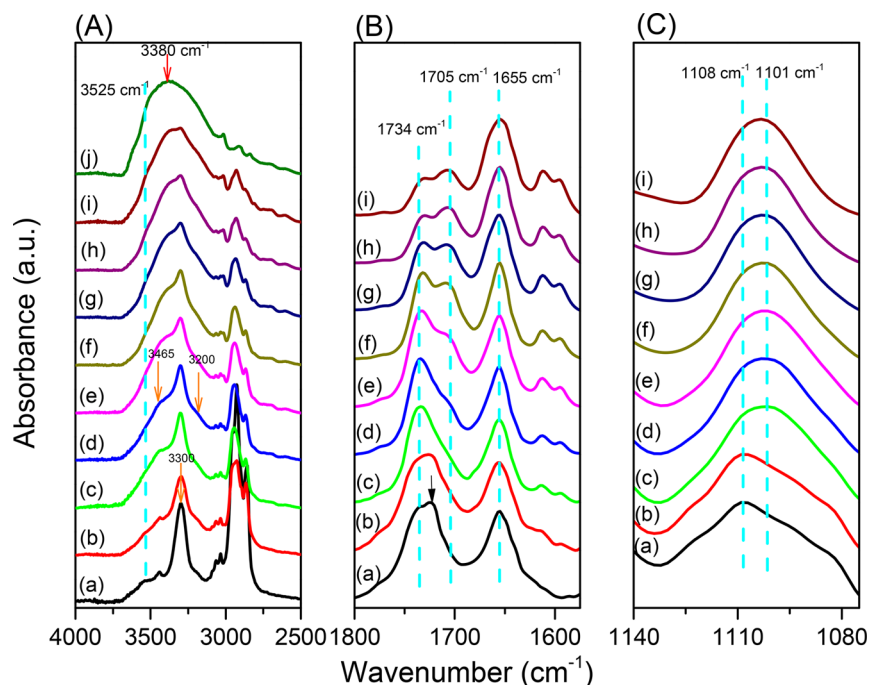 (A) (B) (C)
3380 cm⁻¹
3525 cm⁻¹
(j)
(i)
(h)
(g)
(f)
3465 3200
(e)
(d)
3300
(c)
(b)
(a)
1705 cm⁻¹ 1655 cm⁻¹
1734 cm⁻¹
(i)
(h)
(g)
(f)
(e)
(d)
(c)
(b)
(a)
1108 cm⁻¹ 1101 cm⁻¹
(i)
(h)
(g)
(f)
(e)
(d)
(c)
(b)
(a)
Absorbance (a.u.)
4000 3500 3000 2500 1800 1700 1600 1140 1110 1080
Wavenumber (cm⁻¹)